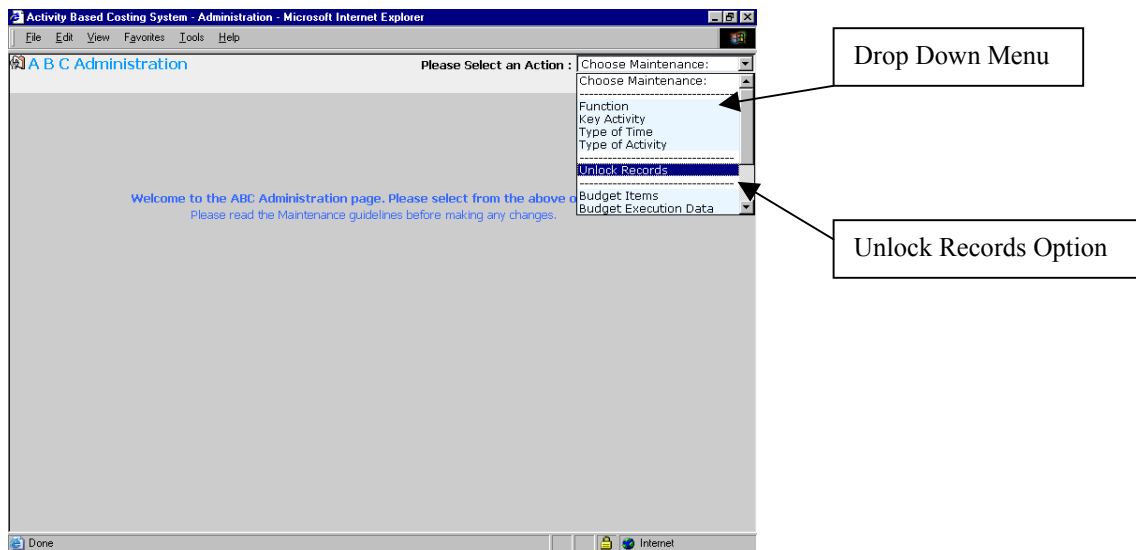 Activity Based Costing System - Administration - Microsoft Internet Explorer
File Edit View Favorites Tools Help
A B C Administration
Please Select an Action : Choose Maintenance:
Choose Maintenance:
----------------------------------
Function
Key Activity
Type of Time
Type of Activity
----------------------------------
Unlock Records
----------------------------------
Budget Items
Budget Execution Data
Welcome to the ABC Administration page. Please select from the above o
Please read the Maintenance guidelines before making any changes.
Done
Internet
Drop Down Menu
Unlock Records Option